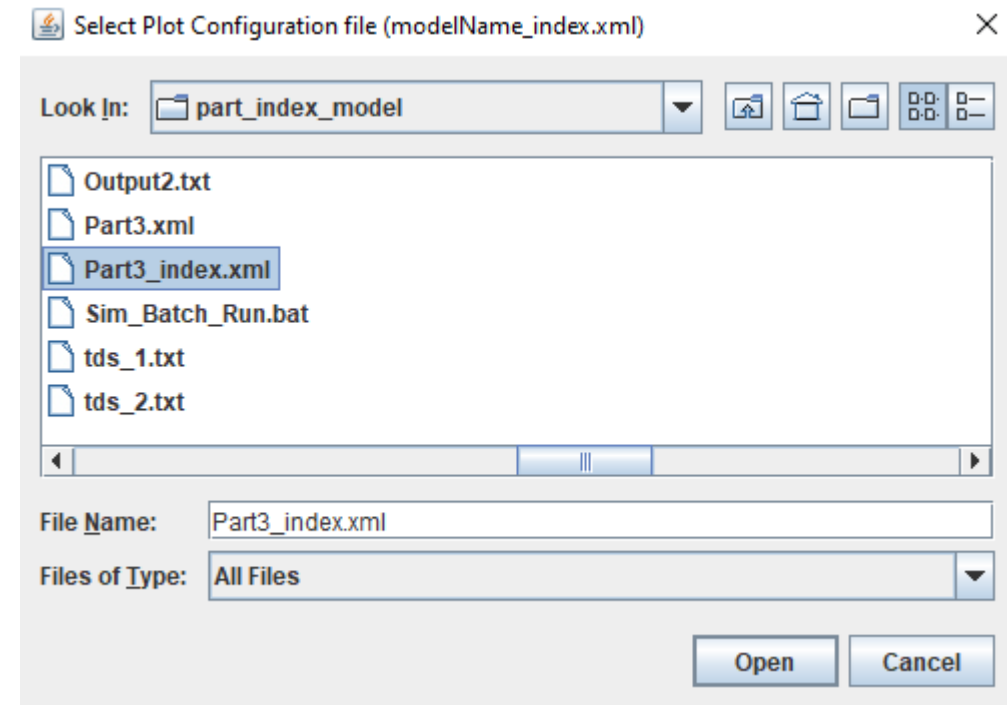 Select Plot Configuration file (modelName_index.xml)
Look In: part_index_model
Output2.txt
Part3.xml
Part3_index.xml
Sim_Batch_Run.bat
tds_1.txt
tds_2.txt
File Name: Part3_index.xml
Files of Type: All Files
Open Cancel